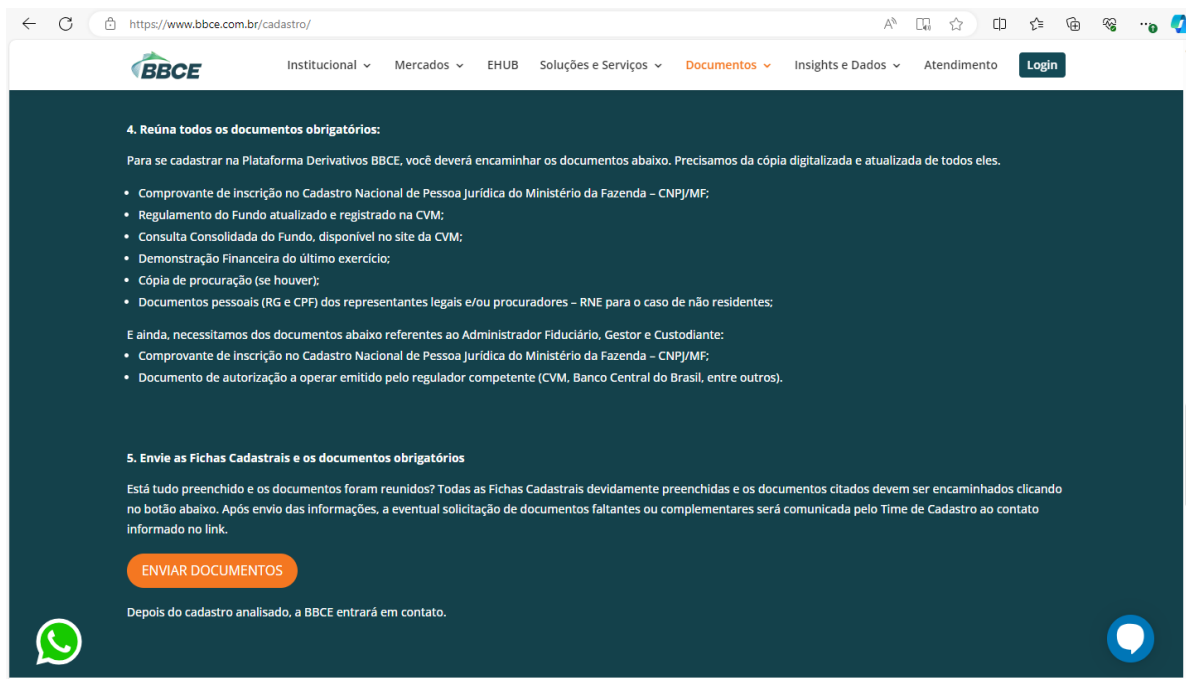 https://www.bbce.com.br/cadastro/
BBCE
Institucional
Mercados
EHUB
Soluções e Serviços
Documentos
Insights e Dados
Atendimento
Login
4. Reúna todos os documentos obrigatórios:
Para se cadastrar na Plataforma Derivativos BBCE, você deverá encaminhar os documentos abaixo. Precisamos da cópia digitalizada e atualizada de todos eles.
• Comprovante de inscrição no Cadastro Nacional de Pessoa Jurídica do Ministério da Fazenda – CNPJ/MF;
• Regulamento do Fundo atualizado e registrado na CVM;
• Consulta Consolidada do Fundo, disponível no site da CVM;
• Demonstração Financeira do último exercício;
• Cópia de procuração (se houver);
• Documentos pessoais (RG e CPF) dos representantes legais e/ou procuradores – RNE para o caso de não residentes;
E ainda, necessitamos dos documentos abaixo referentes ao Administrador Fiduciário, Gestor e Custodiante:
• Comprovante de inscrição no Cadastro Nacional de Pessoa Jurídica do Ministério da Fazenda – CNPJ/MF;
• Documento de autorização a operar emitido pelo regulador competente (CVM, Banco Central do Brasil, entre outros).
5. Envie as Fichas Cadastrais e os documentos obrigatórios
Está tudo preenchido e os documentos foram reunidos? Todas as Fichas Cadastrais devidamente preenchidas e os documentos citados devem ser encaminhados clicando
no botão abaixo. Após envio das informações, a eventual solicitação de documentos faltantes ou complementares será comunicada pelo Time de Cadastro ao contato
informado no link.
ENVIAR DOCUMENTOS
Depois do cadastro analisado, a BBCE entrará em contato.